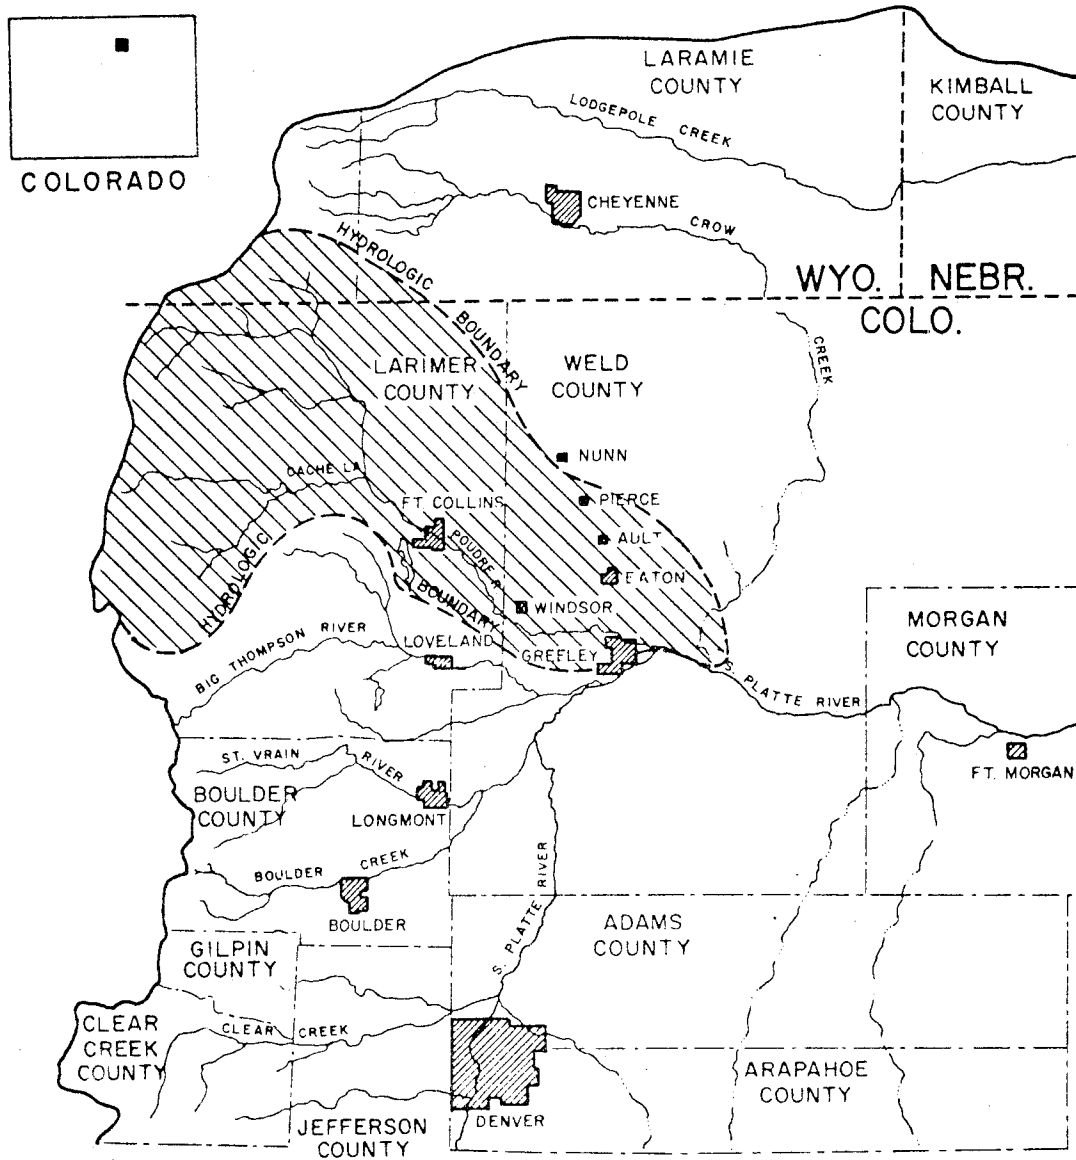 COLORADO
LARAMIE
COUNTY
KIMBALL
COUNTY
LODGEPOLE CREEK
CHEYENNE
CROW
HYDROLOGIC
BOUNDARY
WYO.
NEBR.
COLO.
CREEK
LARIMER
COUNTY
WELD
COUNTY
NUNN
CACHE LA
POUDRE R.
FT. COLLINS
PIERCE
AULT
EATON
HYDROLOGIC
BOUNDARY
WINDSOR
MORGAN
COUNTY
BIG THOMPSON RIVER
LOVELAND
GREELEY
S. PLATTE RIVER
ST. VRAIN
RIVER
FT. MORGAN
BOULDER
COUNTY
LONGMONT
BOULDER CREEK
S. PLATTE RIVER
BOULDER
ADAMS
COUNTY
GILPIN
COUNTY
CLEAR
CREEK
COUNTY
CLEAR CREEK
ARAPAHOE
COUNTY
DENVER
JEFFERSON
COUNTY